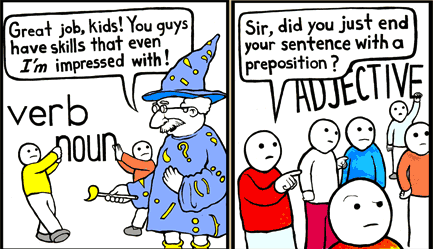 Great job, kids! You guys
have skills that even
I'm impressed with!
verb
noun
Sir, did you just end
your sentence with a
preposition?
ADJECTIVE